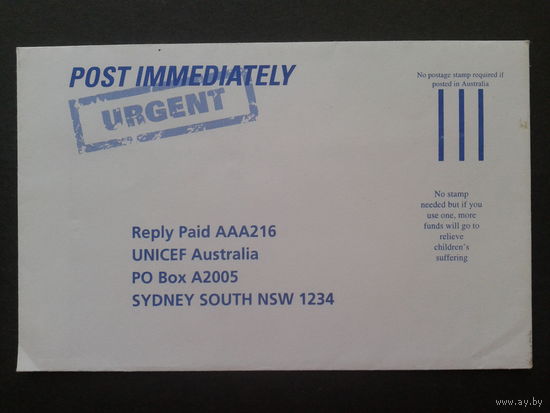 POST IMMEDIATELY
URGENT
No postage stamp required if
posted in Australia
No stamp
needed but if you
use one, more
funds will go to
relieve
children's
suffering
Reply Paid AAA216
UNICEF Australia
PO Box A2005
SYDNEY SOUTH NSW 1234
www.ay.by